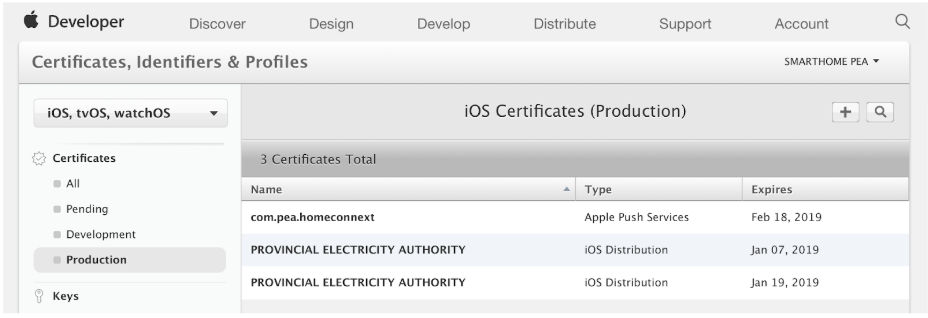 Developer Discover Design Develop Distribute Support Account
Certificates, Identifiers & Profiles SMARTHOME PEA
iOS, tvOS, watchOS
iOS Certificates (Production)
Certificates
All
Pending
Development
Production
Keys
3 Certificates Total
Name Type Expires
com.pea.homeconnext Apple Push Services Feb 18, 2019
PROVINCIAL ELECTRICITY AUTHORITY iOS Distribution Jan 07, 2019
PROVINCIAL ELECTRICITY AUTHORITY iOS Distribution Jan 19, 2019